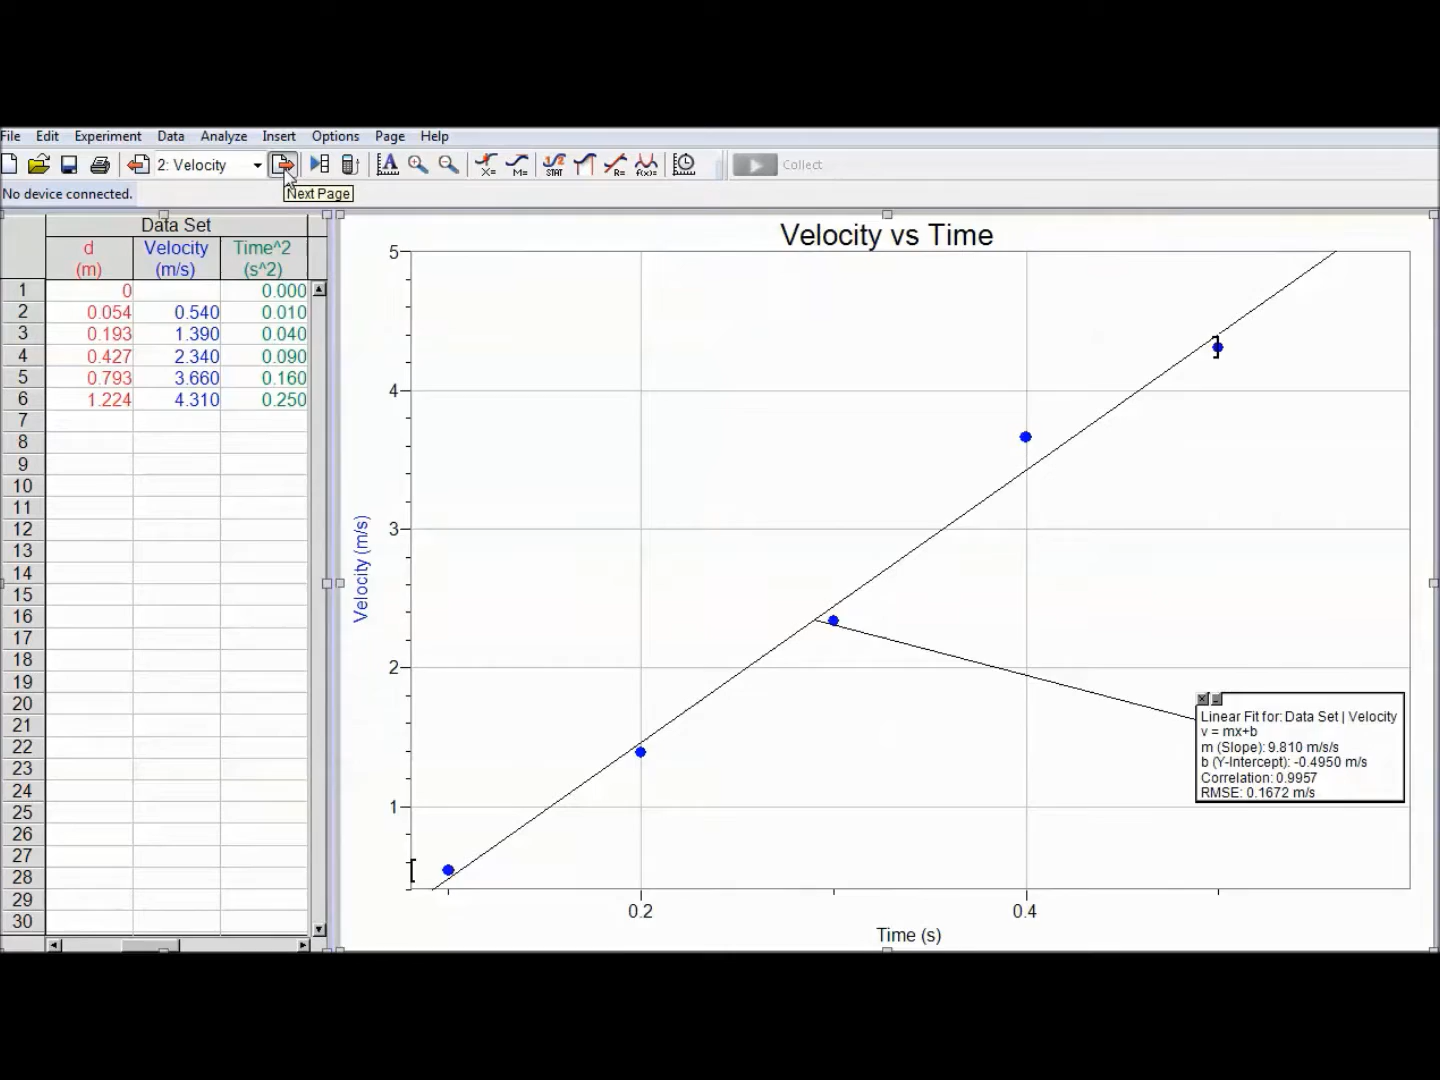 File Edit Experiment Data Analyze Insert Options Page Help
2: Velocity
X= M= STAT R= f(x)= Collect
No device connected.
Next Page
Data Set
d Velocity Time^2
(m) (m/s) (s^2)
1 0 0.000
2 0.054 0.540 0.010
3 0.193 1.390 0.040
4 0.427 2.340 0.090
5 0.793 3.660 0.160
6 1.224 4.310 0.250
7
8
9
10
11
12
13
14
15
16
17
18
19
20
21
22
23
24
25
26
27
28
29
30
Velocity vs Time
5
4
3
2
1
Velocity (m/s)
0.2 0.4
Time (s)
Linear Fit for: Data Set | Velocity
v = mx+b
m (Slope): 9.810 m/s/s
b (Y-Intercept): -0.4950 m/s
Correlation: 0.9957
RMSE: 0.1672 m/s